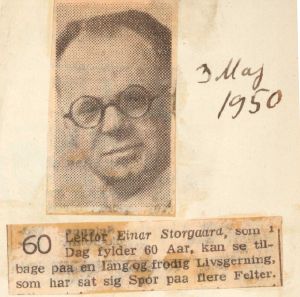 3 Maj
1950
60 Lektor Einar Storgaard, som i
Dag fylder 60 Aar, kan se til-
bage paa en lang og frodig Livsgerning,
som har sat sig Spor paa flere Felter.